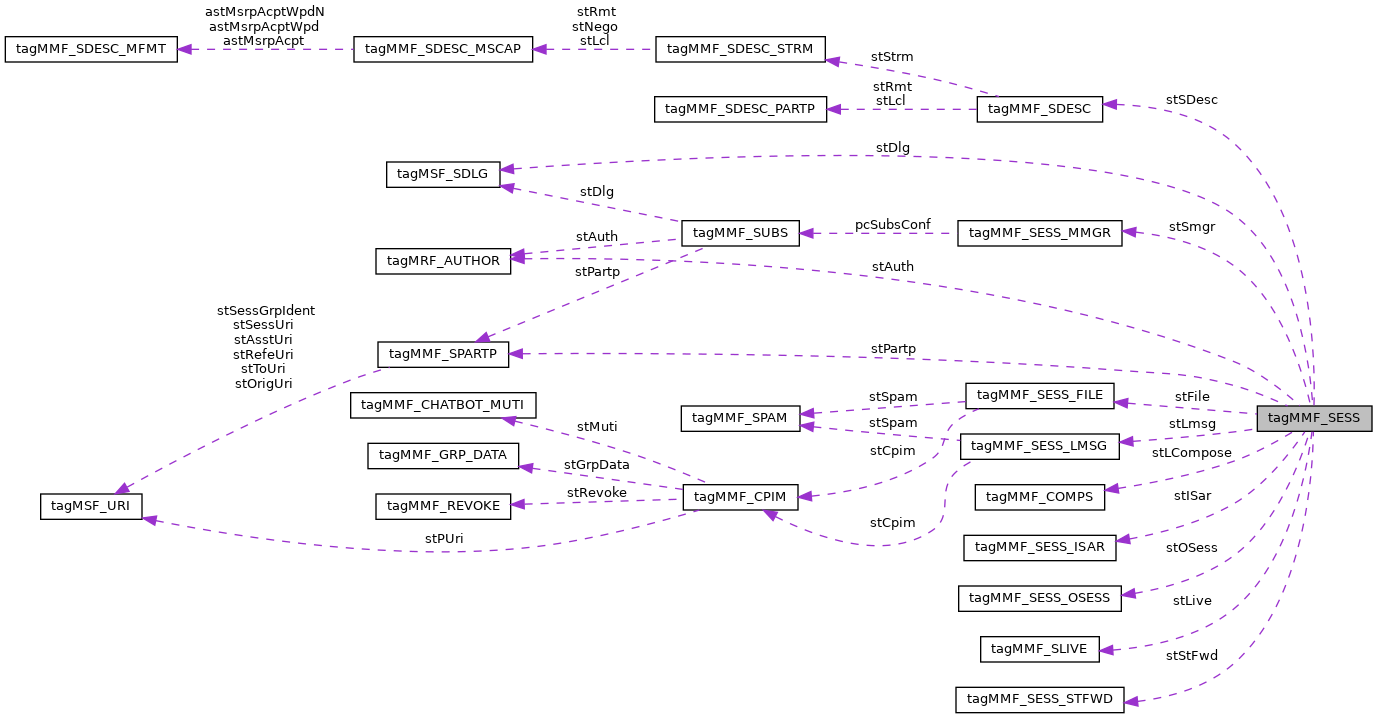 astMsrpAcptWpdN
astMsrpAcptWpd
astMsrpAcpt
stRmt
stNego
stLcl
tagMMF_SDESC_MFMT
tagMMF_SDESC_MSCAP
tagMMF_SDESC_STRM
stStrm
stRmt
stLcl
tagMMF_SDESC_PARTP
tagMMF_SDESC
stSDesc
stDlg
tagMSF_SDLG
stDlg
tagMMF_SUBS
pcSubsConf
tagMMF_SESS_MMGR
stSmgr
stAuth
tagMRF_AUTHOR
stPartp
stAuth
stSessGrpIdent
stSessUri
stAsstUri
stRefeUri
stToUri
stOrigUri
tagMMF_SPARTP
stPartp
tagMMF_CHATBOT_MUTI
tagMMF_SPAM
stSpam
tagMMF_SESS_FILE
stFile
tagMMF_SESS
stMuti
stSpam
stLmsg
tagMMF_GRP_DATA
stGrpData
stCpim
tagMMF_SESS_LMSG
stLCompose
tagMSF_URI
tagMMF_REVOKE
stRevoke
tagMMF_CPIM
tagMMF_COMPS
stISar
stPUri
stCpim
tagMMF_SESS_ISAR
stOSess
tagMMF_SESS_OSESS
stLive
tagMMF_SLIVE
stStFwd
tagMMF_SESS_STFWD